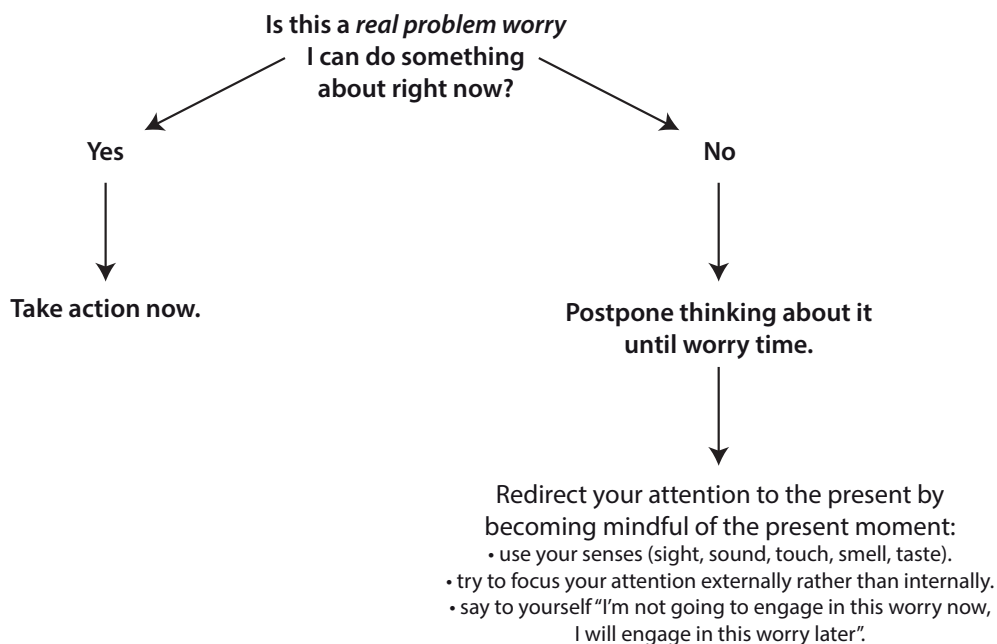 Is this a real problem worry
I can do something
about right now?
Yes
No
Take action now.
Postpone thinking about it
until worry time.
Redirect your attention to the present by
becoming mindful of the present moment:
• use your senses (sight, sound, touch, smell, taste).
• try to focus your attention externally rather than internally.
• say to yourself “I’m not going to engage in this worry now,
I will engage in this worry later”.